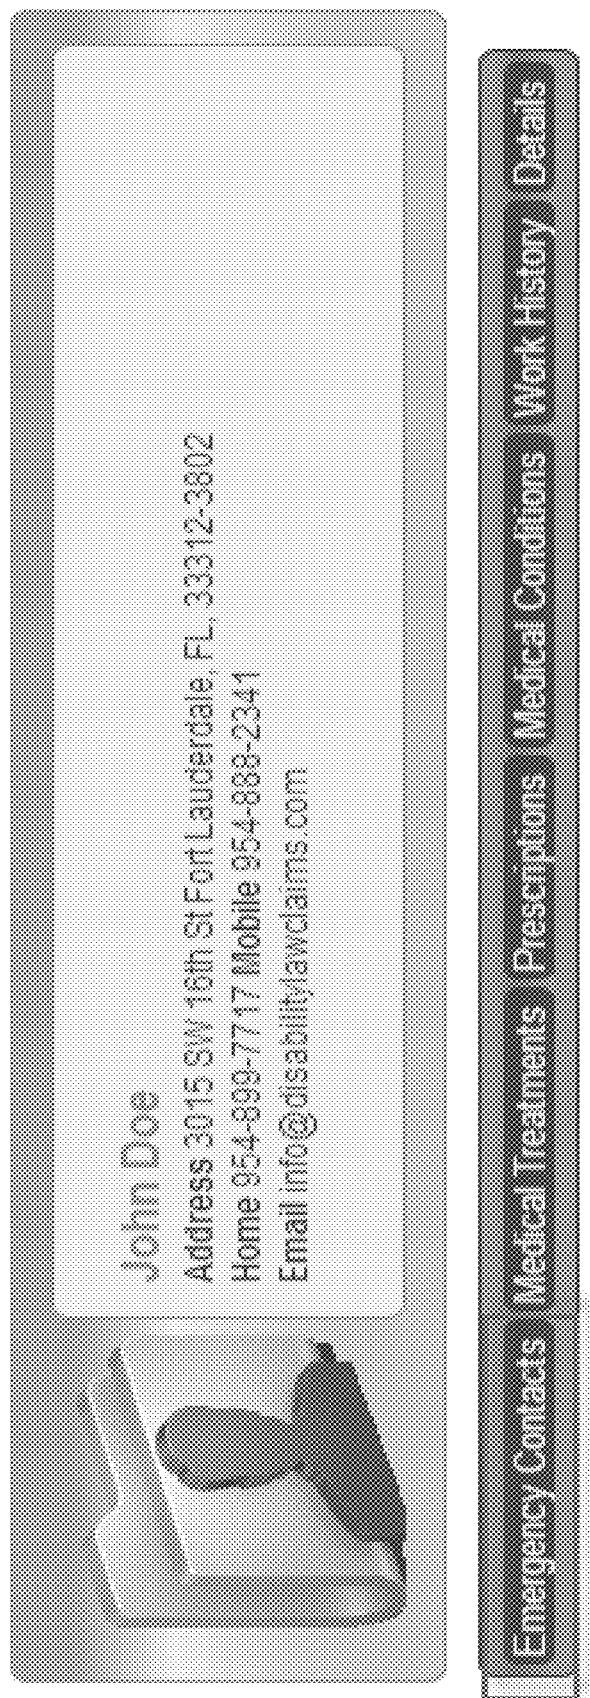 John Doe
Address 3015 SW 16th St Fort Lauderdale, FL, 33312-3802
Home 954-899-7717 Mobile 954-888-2341
Email info@disabilitylawclaims.com
Emergency Contacts Medical Treatments Prescriptions Medical Conditions Work History Details